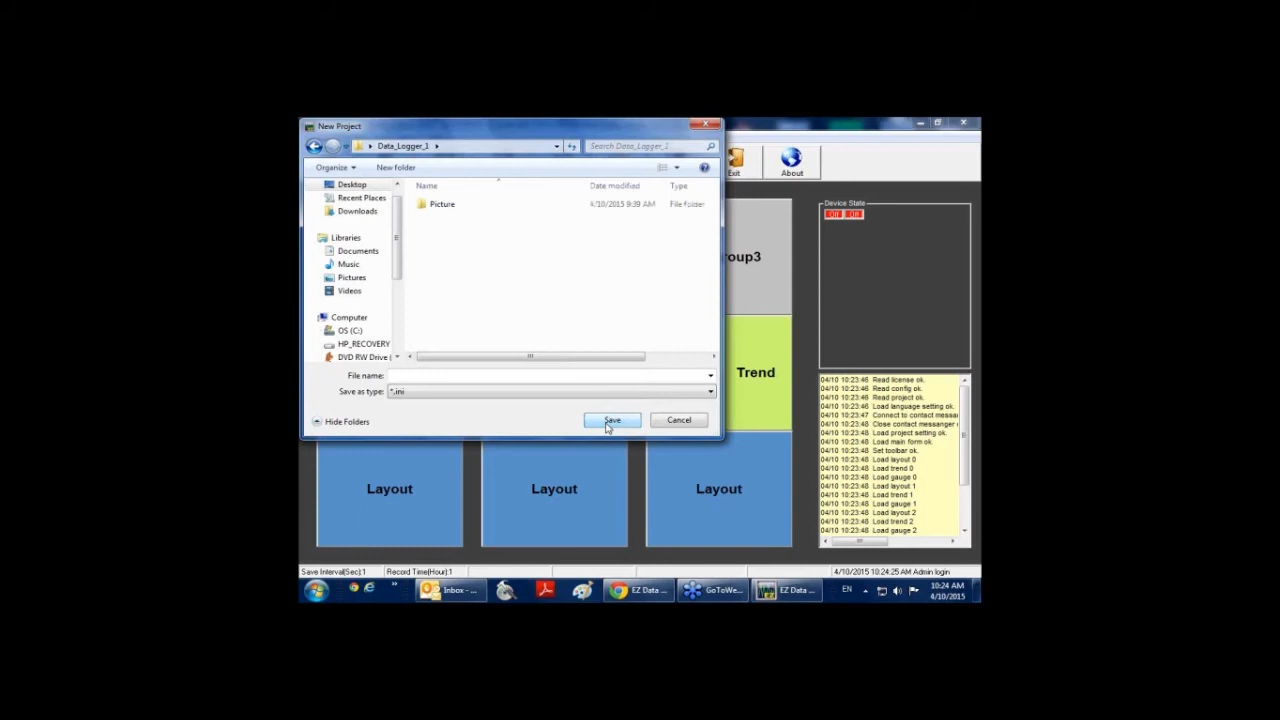 New Project
Data_Logger_1
Search Data_Logger_1
Organize
New folder
Exit
About
Desktop
Recent Places
Downloads
Libraries
Documents
Music
Pictures
Videos
Computer
OS (C:)
HP_RECOVERY
DVD RW Drive (
Name
Date modified
Type
Picture
4/10/2015 9:39 AM
File folder
File name:
Save as type:
*.ini
Hide Folders
Save
Cancel
roup3
Trend
Layout
Layout
Layout
Device State
Off Off
04/10 10:23:46 Read license ok.
04/10 10:23:46 Read config ok.
04/10 10:23:46 Read project ok.
04/10 10:23:46 Load language setting ok.
04/10 10:23:47 Connect to contact messan
04/10 10:23:48 Close contact messanger
04/10 10:23:48 Load project setting ok.
04/10 10:23:48 Load main form ok.
04/10 10:23:48 Set toolbar ok.
04/10 10:23:48 Load layout 0
04/10 10:23:48 Load trend 0
04/10 10:23:48 Load gauge 0
04/10 10:23:48 Load layout 1
04/10 10:23:48 Load trend 1
04/10 10:23:48 Load gauge 1
04/10 10:23:48 Load layout 2
04/10 10:23:48 Load trend 2
04/10 10:23:48 Load gauge 2
Save Interval(Sec):1
Record Time(Hour):1
4/10/2015 10:24:25 AM Admin login
Inbox - ...
EZ Data ...
GoToWe...
EZ Data ...
EN
10:24 AM
4/10/2015